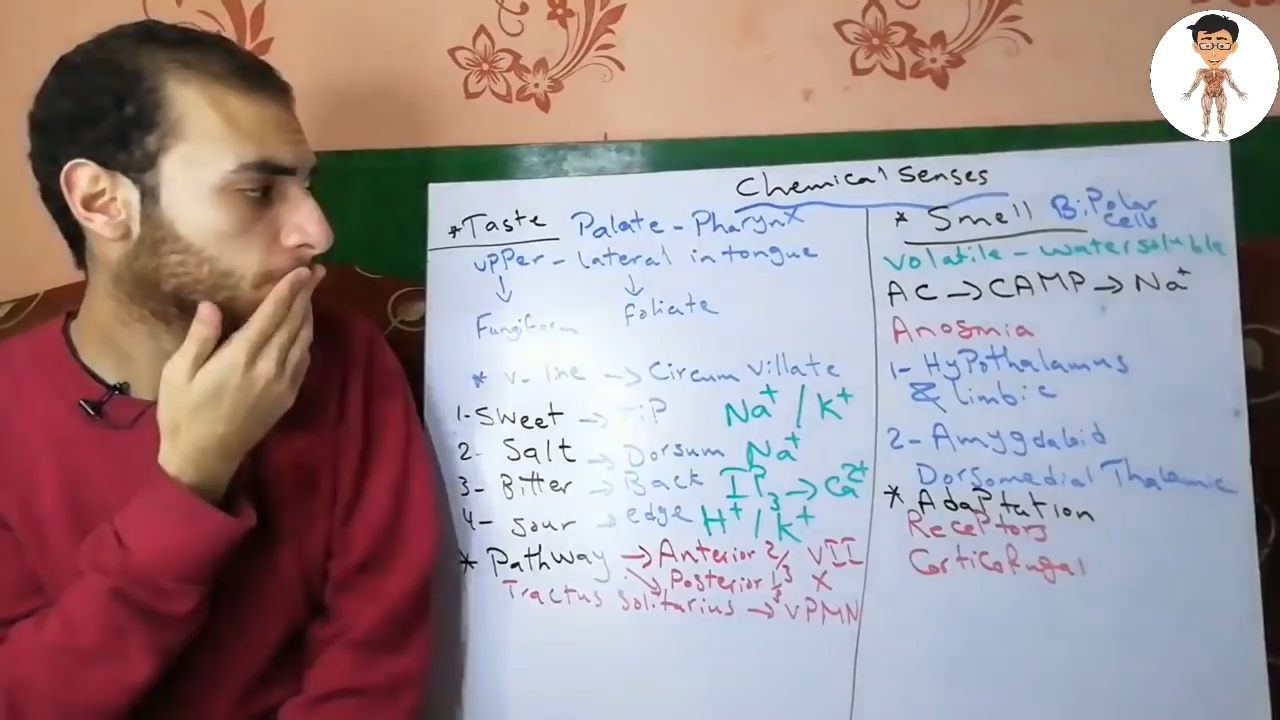 Chemical senses
*Taste Palate - Pharynx
upper - lateral in tongue
↓ ↓
Fungiform foliate
* v- line → Circum villate
1-Sweet → TiP Na+ / K+
2- Salt → Dorsum Na+
3- Bitter → Back IP3 → Ca2+
4- sour → edge H+ / K+
* Pathway → Anterior 2/3 VII
↘ Posterior 1/3 X
Tractus Solitarius → VPMN
* Smell BiPolar cells
volatile - water soluble
AC → CAMP → Na+
Anosmia
1- HyPothalamus
& limbic
2- Amygdaloid
Dorsomedial Thalamic
* AdaPtation
RecePtors
Corticofugal